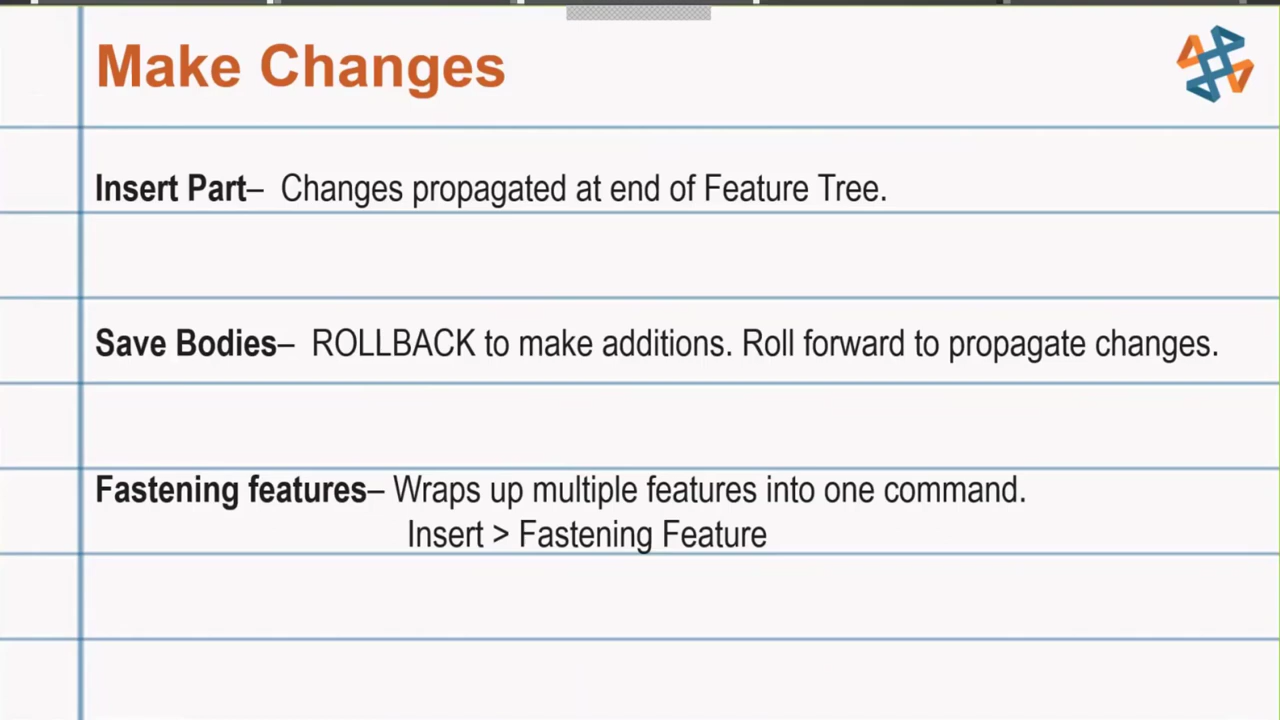 Make Changes
Insert Part–  Changes propagated at end of Feature Tree.
Save Bodies–  ROLLBACK to make additions. Roll forward to propagate changes.
Fastening features– Wraps up multiple features into one command.
Insert > Fastening Feature